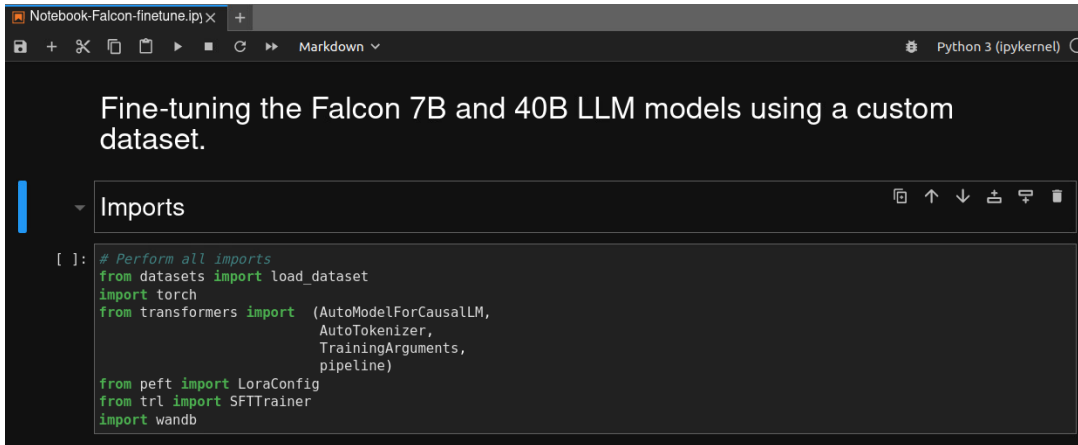 Notebook-Falcon-finetune.ipy
Markdown
Python 3 (ipykernel)
Fine-tuning the Falcon 7B and 40B LLM models using a custom
dataset.
Imports
[ ]:
# Perform all imports
from datasets import load_dataset
import torch
from transformers import  (AutoModelForCausalLM,
                          AutoTokenizer,
                          TrainingArguments,
                          pipeline)
from peft import LoraConfig
from trl import SFTTrainer
import wandb